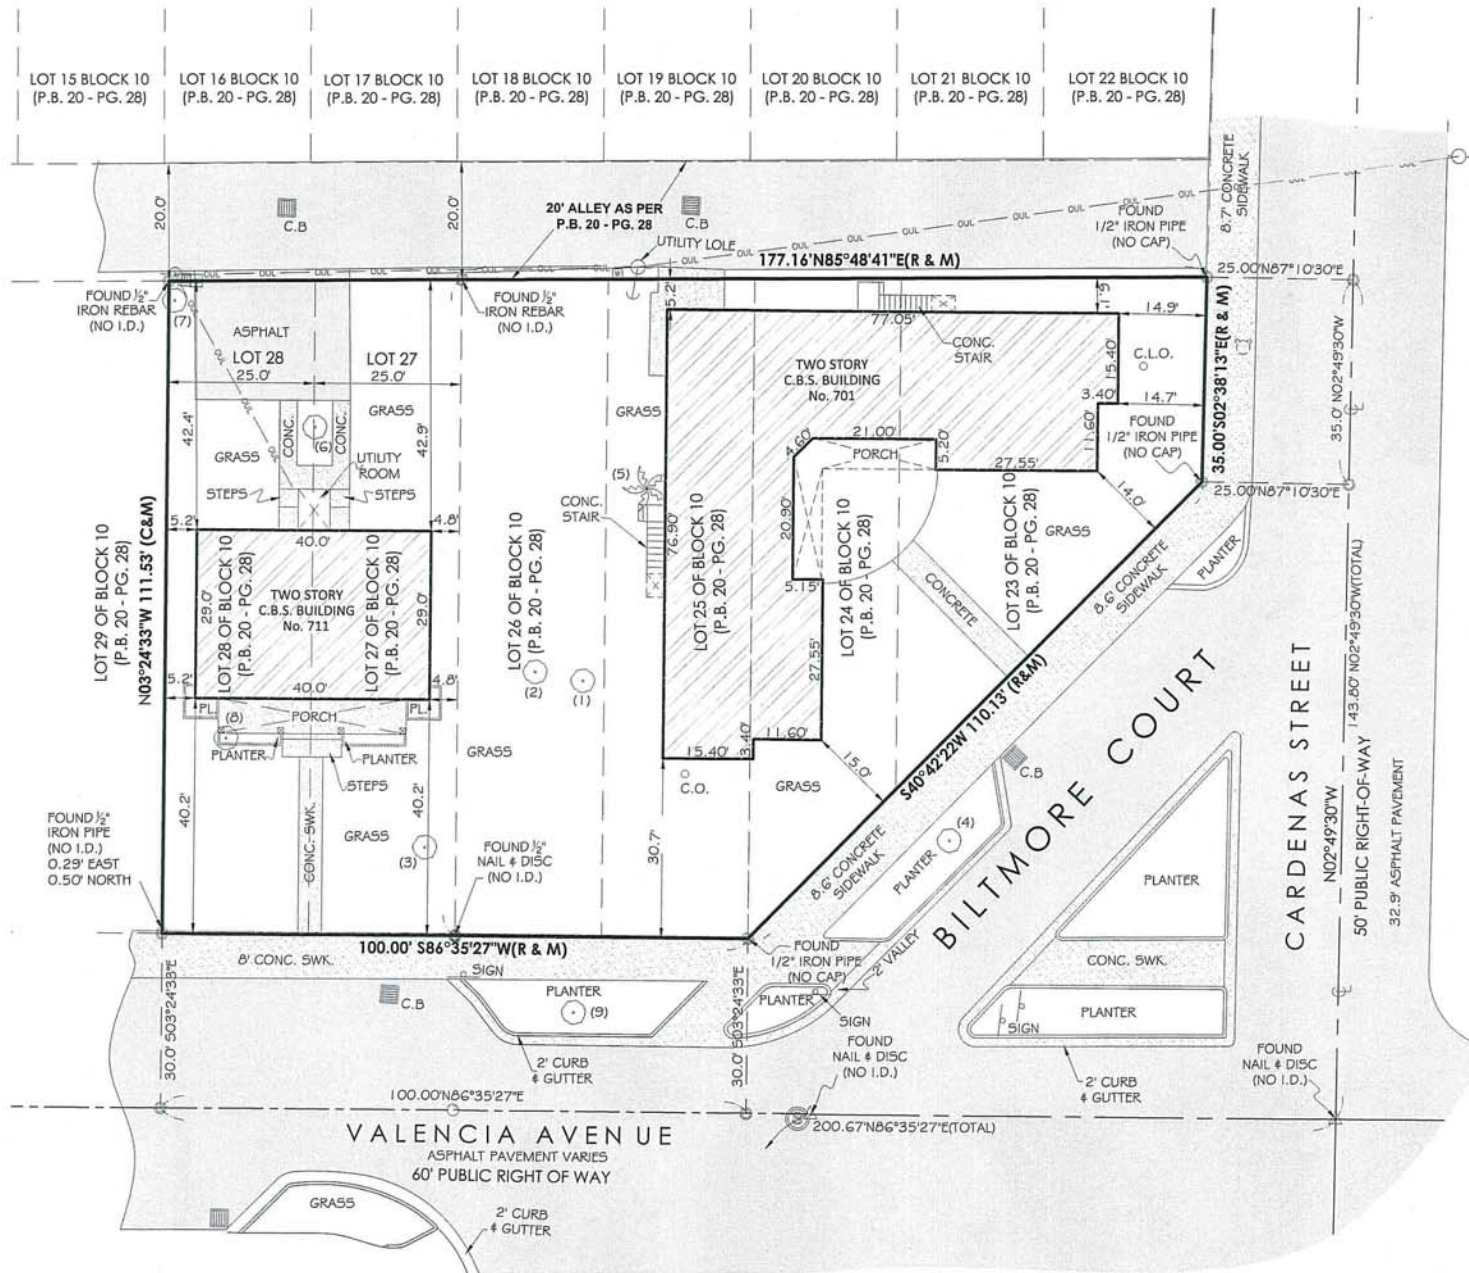 LOT 15 BLOCK 10
(P.B. 20 - PG. 28)
LOT 16 BLOCK 10
(P.B. 20 - PG. 28)
LOT 17 BLOCK 10
(P.B. 20 - PG. 28)
LOT 18 BLOCK 10
(P.B. 20 - PG. 28)
LOT 19 BLOCK 10
(P.B. 20 - PG. 28)
LOT 20 BLOCK 10
(P.B. 20 - PG. 28)
LOT 21 BLOCK 10
(P.B. 20 - PG. 28)
LOT 22 BLOCK 10
(P.B. 20 - PG. 28)
8.7' CONCRETE
SIDEWALK
20.0'
C.B
20.0'
20' ALLEY AS PER
P.B. 20 - PG. 28
C.B
UTILITY LOLE
OUL
OUL
OUL
OUL
OUL
OUL
OUL
OUL
OUL
OUL
OUL
OUL
OUL
OUL
FOUND
1/2" IRON PIPE
(NO CAP)
177.16'N85°48'41"E(R & M)
25.00'N87°10'30"E
FOUND ½"
IRON REBAR
(NO I.D.)
(7)
FOUND ½"
IRON REBAR
(NO I.D.)
ASPHALT
LOT 28
25.0'
LOT 27
25.0'
OUL
OUL
OUL
5.2'
9.1'
14.9'
77.05'
CONC.
STAIR
TWO STORY
C.B.S. BUILDING
No. 701
15.40'
C.L.O.
3.40'
14.7'
35.00'S02°38'13"E(R & M)
35.0' N02°49'30"W
GRASS
42.4'
42.9'
CONC.
CONC.
(6)
GRASS
UTILITY
ROOM
STEPS
STEPS
GRASS
(5)
CONC.
STAIR
4.60'
21.00'
PORCH
5.20'
27.55'
11.60'
FOUND
1/2" IRON PIPE
(NO CAP)
25.00'N87°10'30"E
14.0'
GRASS
PLANTER
LOT 29 OF BLOCK 10
(P.B. 20 - PG. 28)
N03°24'33"W 111.53' (C&M)
5.2'
40.0'
4.8'
LOT 28 OF BLOCK 10
(P.B. 20 - PG. 28)
LOT 27 OF BLOCK 10
(P.B. 20 - PG. 28)
TWO STORY
C.B.S. BUILDING
No. 711
29.0'
29.0'
LOT 26 OF BLOCK 10
(P.B. 20 - PG. 28)
76.90'
LOT 25 OF BLOCK 10
(P.B. 20 - PG. 28)
20.90'
5.15'
LOT 24 OF BLOCK 10
(P.B. 20 - PG. 28)
CONCRETE
LOT 23 OF BLOCK 10
(P.B. 20 - PG. 28)
8.6' CONCRETE
SIDEWALK
143.80' N02°49'30"W(TOTAL)
5.2'
40.0'
4.8'
(2)
(1)
27.55'
PL.
(8)
PORCH
PL.
PLANTER
PLANTER
STEPS
GRASS
15.40'
3.40'
11.60'
15.0'
C.O.
GRASS
S40°42'22W 110.13' (R&M)
C.B
BILTMORE COURT
CARDENAS STREET
N02°49'30"W
50' PUBLIC RIGHT-OF-WAY
32.9' ASPHALT PAVEMENT
FOUND ½"
IRON PIPE
(NO I.D.)
0.29' EAST
0.50' NORTH
40.2'
40.2'
CONC. SWK.
GRASS
(3)
FOUND ½"
NAIL & DISC
(NO I.D.)
30.7'
8.6' CONCRETE
SIDEWALK
PLANTER
(4)
PLANTER
100.00' S86°35'27"W(R & M)
8' CONC. SWK.
SIGN
FOUND
1/2" IRON PIPE
(NO CAP)
2' VALLEY
CONC. SWK.
C.B
PLANTER
(9)
PLANTER
SIGN
PLANTER
SIGN
30.0' S03°24'33"E
30.0' S03°24'33"E
2' CURB
& GUTTER
FOUND
NAIL & DISC
(NO I.D.)
2' CURB
& GUTTER
FOUND
NAIL & DISC
(NO I.D.)
100.00'N86°35'27"E
200.67'N86°35'27"E(TOTAL)
VALENCIA AVENUE
ASPHALT PAVEMENT VARIES
60' PUBLIC RIGHT OF WAY
GRASS
2' CURB
& GUTTER